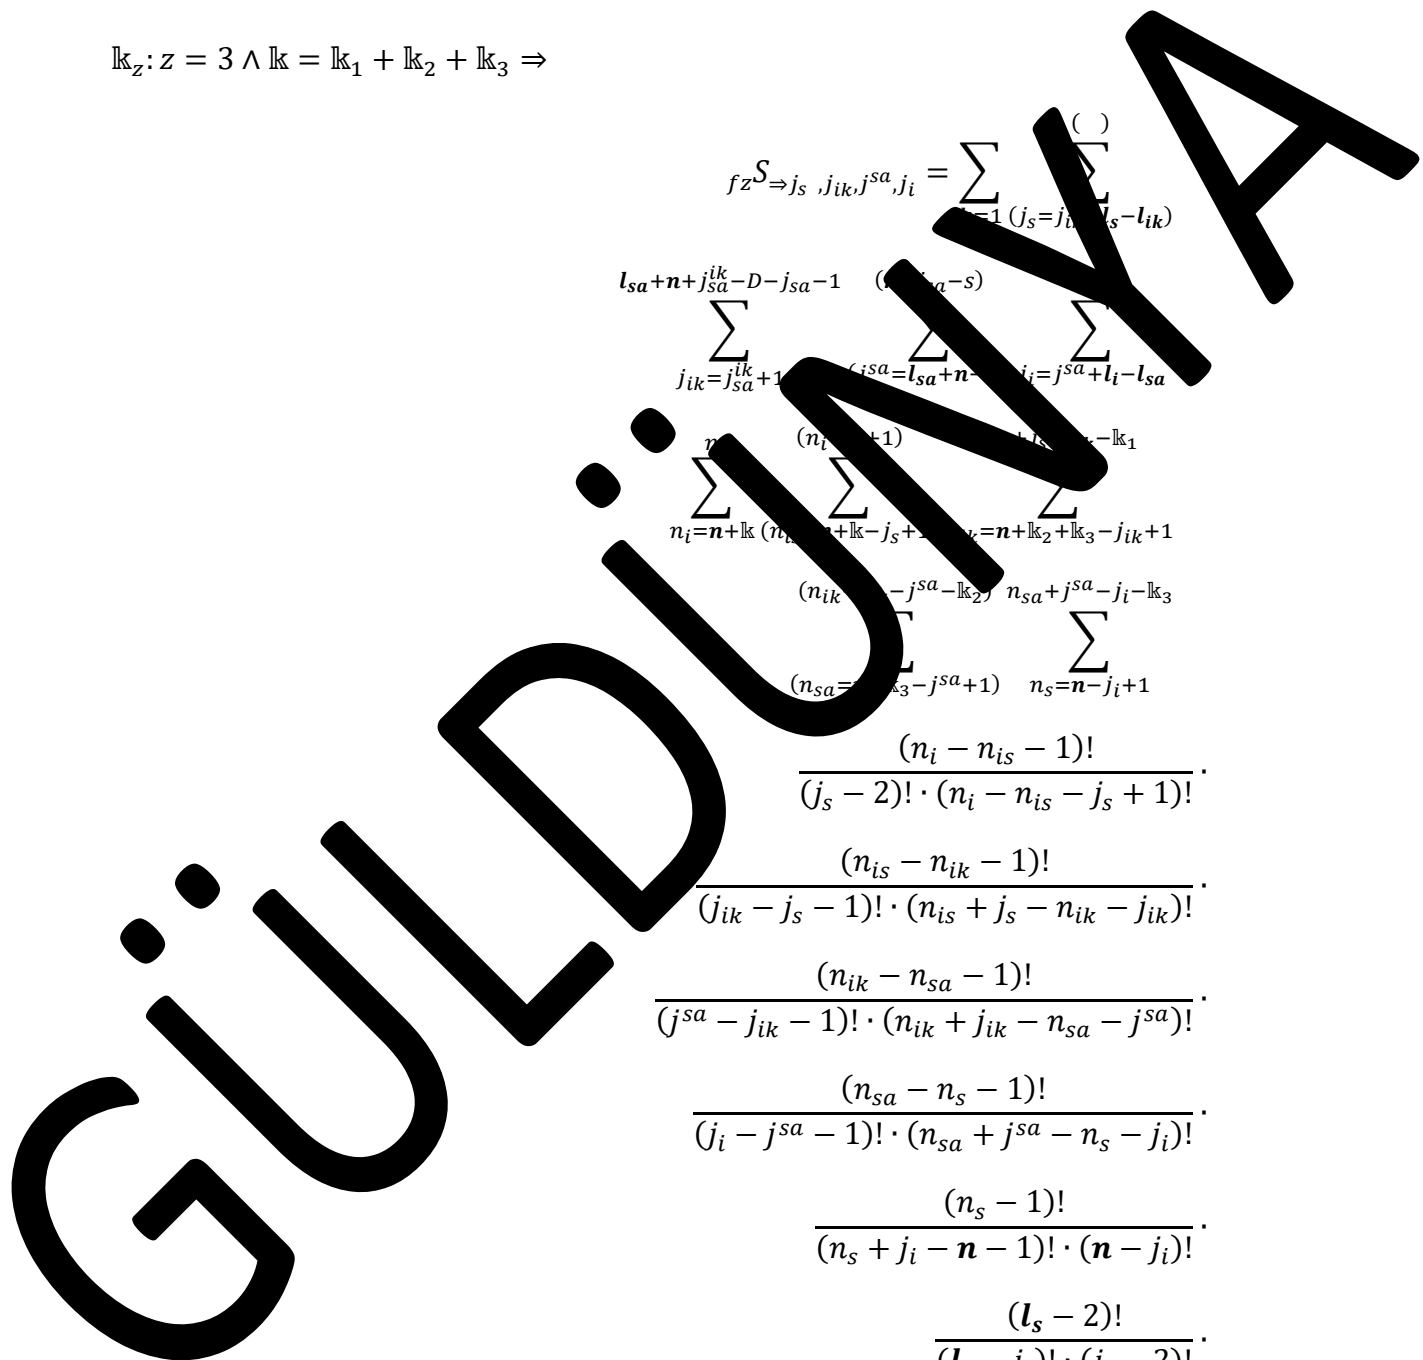 𝕜_z: z = 3 ∧ 𝕜 = 𝕜_1 + 𝕜_2 + 𝕜_3 ⇒
_{fz}S_{⇒j_s ,j_{ik},j^{sa},j_i} = ∑ ∑^{( )}
l_{sa}+n+j_{sa}^{ik}−D−j_{sa}−1
∑ ∑ ∑
j_{ik}=j_{sa}^{ik}+1 j_i=j^{sa}+l_i−l_{sa}
∑ ∑ ∑
n_i=n+𝕜 =n+𝕜_2+𝕜_3−j_{ik}+1
n_{sa}+j^{sa}−j_i−𝕜_3
∑ ∑
n_s=n−j_i+1
(n_i − n_{is} − 1)!
(j_s − 2)! · (n_i − n_{is} − j_s + 1)! ·
(n_{is} − n_{ik} − 1)!
(j_{ik} − j_s − 1)! · (n_{is} + j_s − n_{ik} − j_{ik})! ·
(n_{ik} − n_{sa} − 1)!
(j^{sa} − j_{ik} − 1)! · (n_{ik} + j_{ik} − n_{sa} − j^{sa})! ·
(n_{sa} − n_s − 1)!
(j_i − j^{sa} − 1)! · (n_{sa} + j^{sa} − n_s − j_i)! ·
(n_s − 1)!
(n_s + j_i − n − 1)! · (n − j_i)! ·
(l_s − 2)!
GÜLDÜNYA